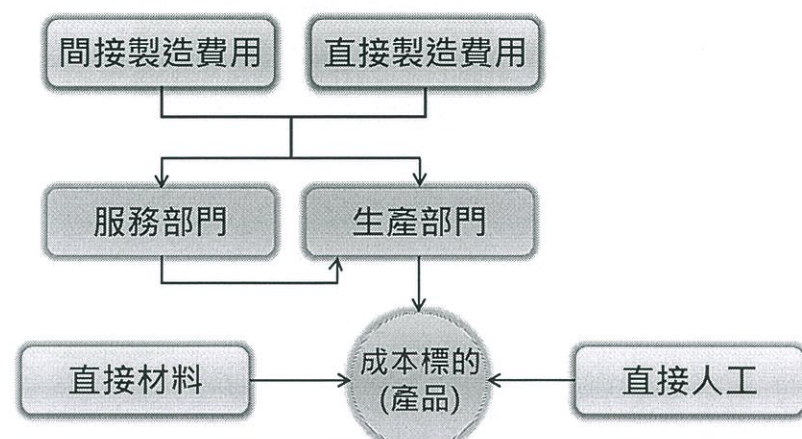 間接製造費用
直接製造費用
服務部門
生產部門
直接材料
成本標的
(產品)
直接人工